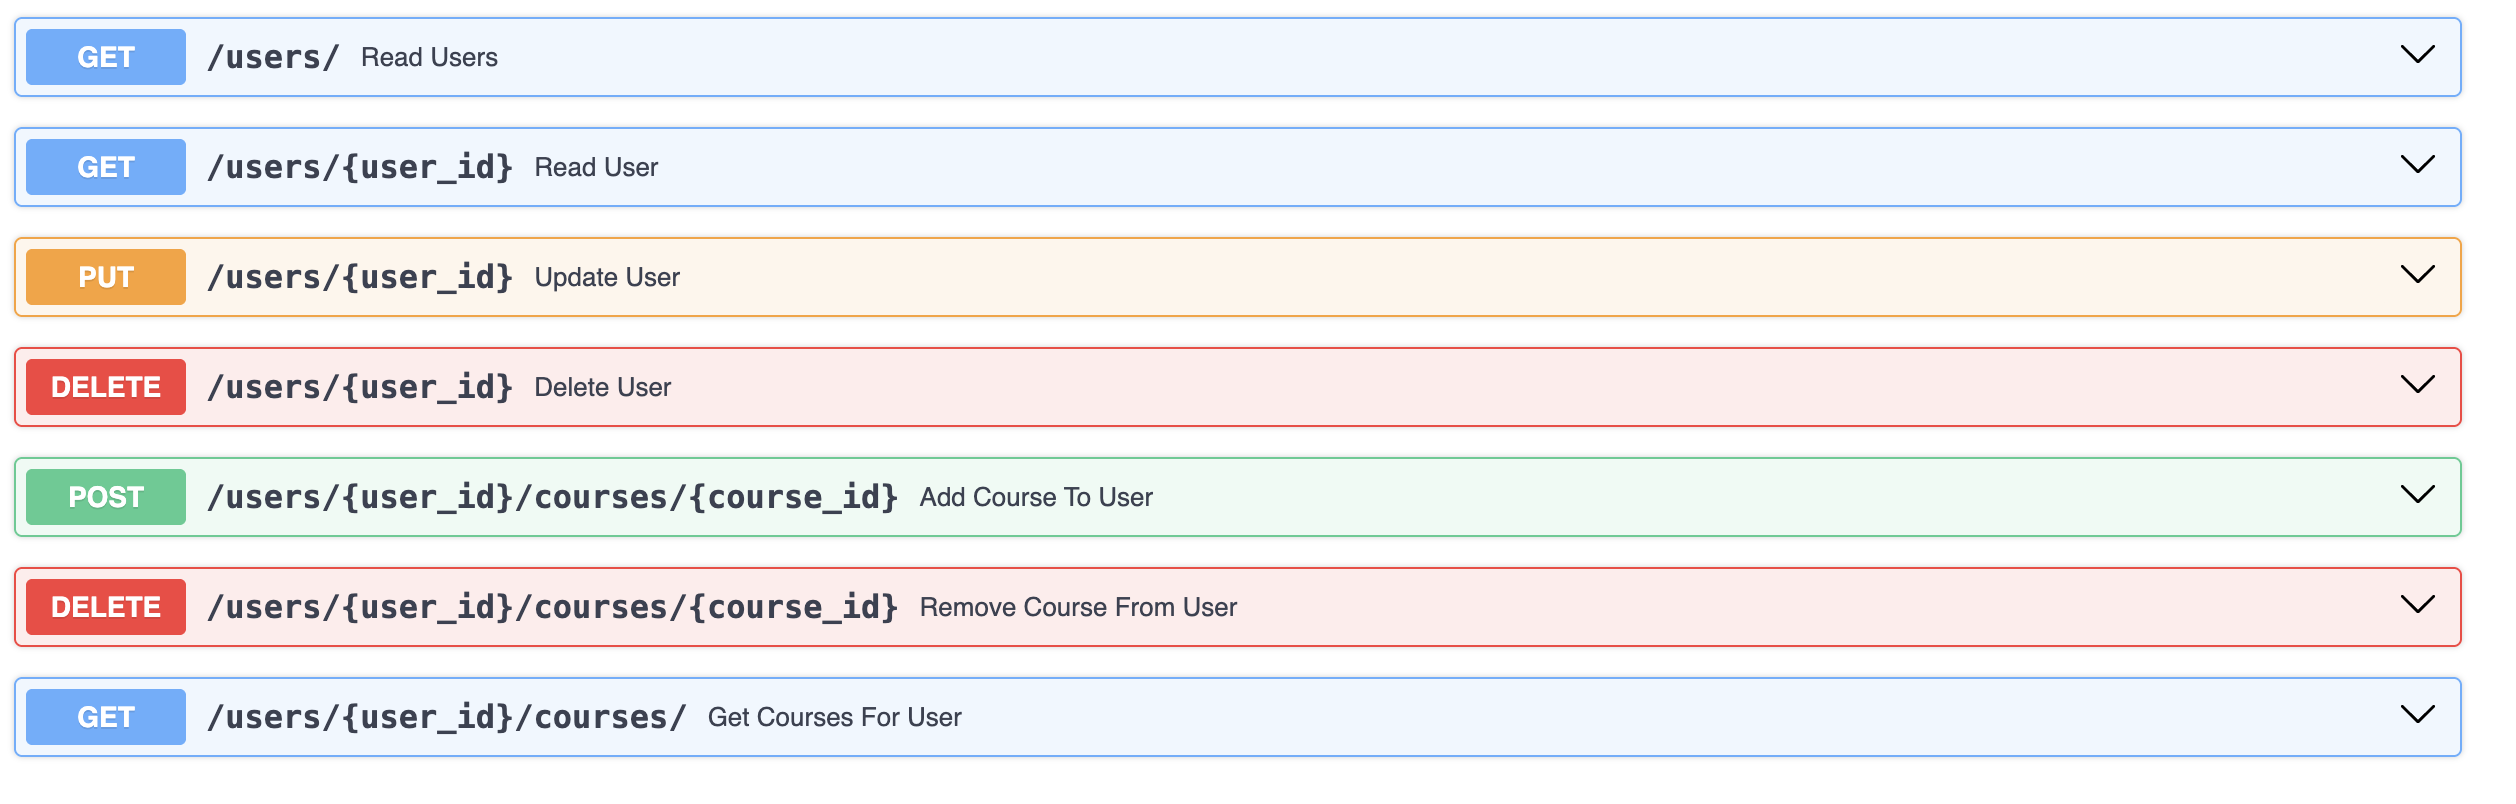 GET /users/ Read Users
GET /users/{user_id} Read User
PUT /users/{user_id} Update User
DELETE /users/{user_id} Delete User
POST /users/{user_id}/courses/{course_id} Add Course To User
DELETE /users/{user_id}/courses/{course_id} Remove Course From User
GET /users/{user_id}/courses/ Get Courses For User